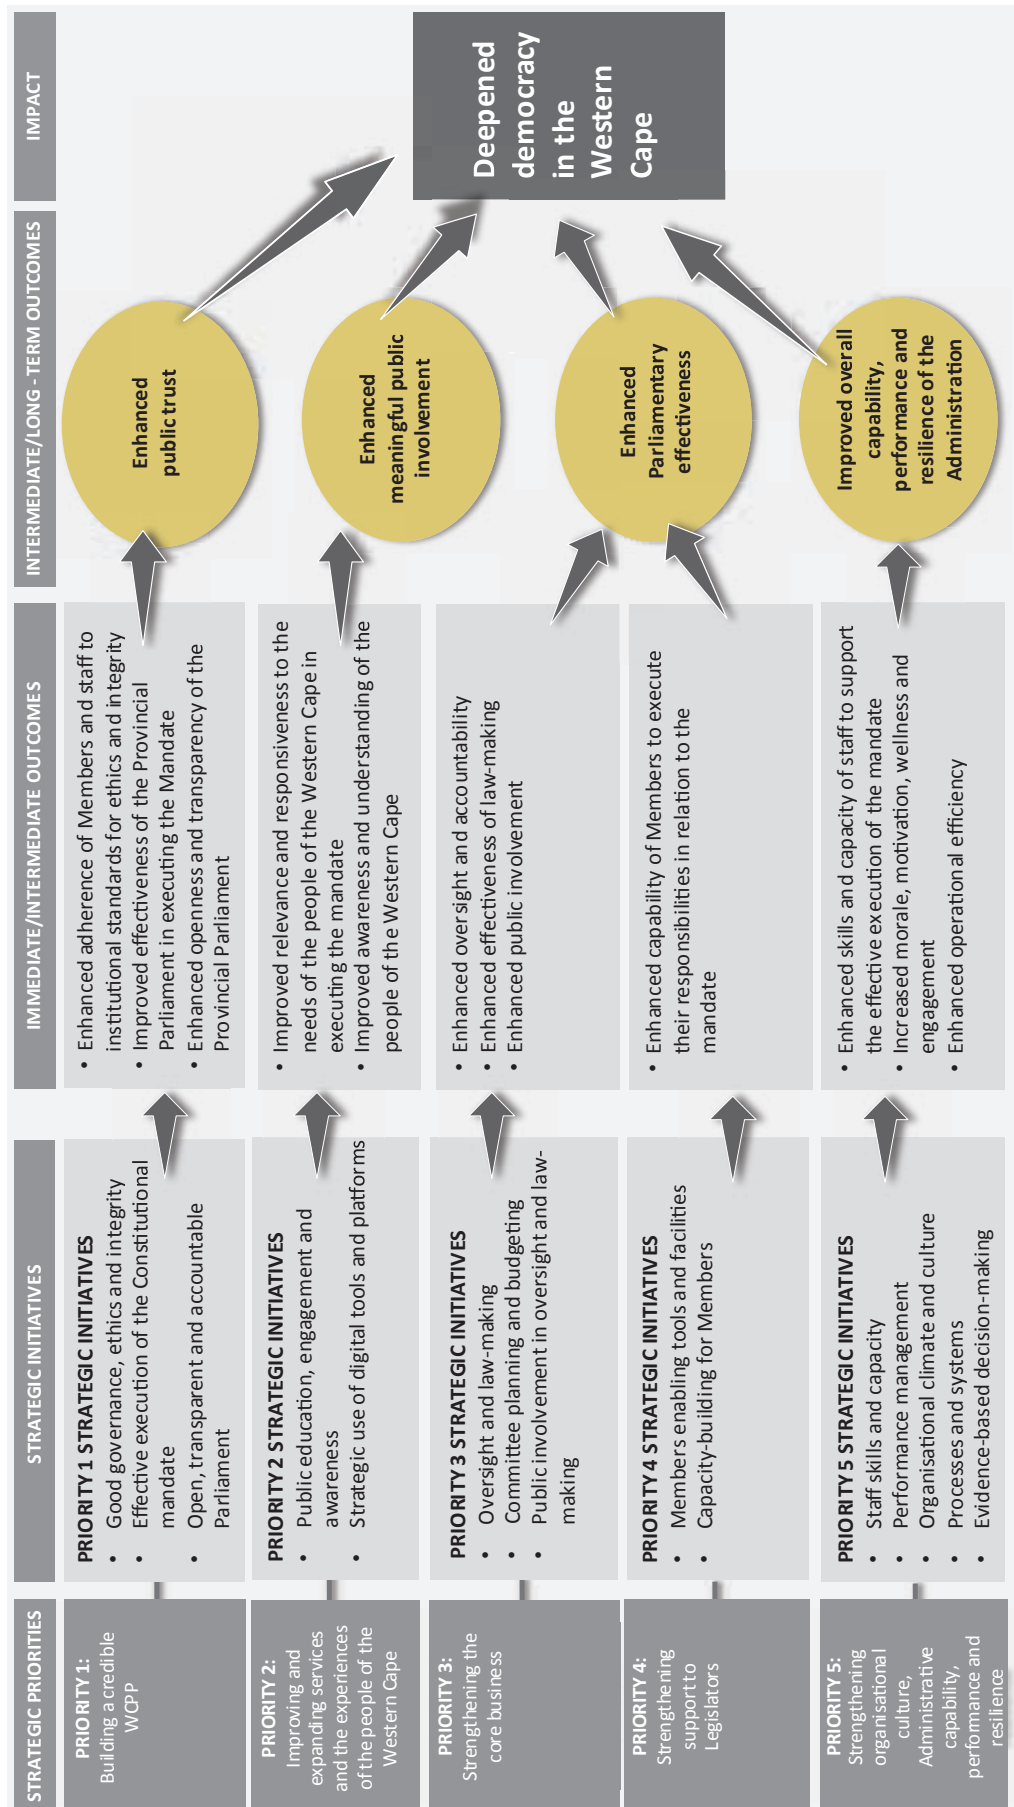 STRATEGIC PRIORITIES
STRATEGIC INITIATIVES
IMMEDIATE/INTERMEDIATE OUTCOMES
INTERMEDIATE/LONG - TERM OUTCOMES
IMPACT
PRIORITY 1:
Building a credible
WCPP
PRIORITY 1 STRATEGIC INITIATIVES
• Good governance, ethics and integrity
• Effective execution of the Constitutional
mandate
• Open, transparent and accountable
Parliament
• Enhanced adherence of Members and staff to
institutional standards for ethics and integrity
• Improved effectiveness of the Provincial
Parliament in executing the Mandate
• Enhanced openness and transparency of the
Provincial Parliament
Enhanced
public trust
PRIORITY 2:
Improving and
expanding services
and the experiences
of the people of the
Western Cape
PRIORITY 2 STRATEGIC INITIATIVES
• Public education, engagement and
awareness
• Strategic use of digital tools and platforms
• Improved relevance and responsiveness to the
needs of the people of the Western Cape in
executing the mandate
• Improved awareness and understanding of the
people of the Western Cape
Enhanced
meaningful public
involvement
PRIORITY 3:
Strengthening the
core business
PRIORITY 3 STRATEGIC INITIATIVES
• Oversight and law-making
• Committee planning and budgeting
• Public involvement in oversight and law-
making
• Enhanced oversight and accountability
• Enhanced effectiveness of law-making
• Enhanced public involvement
Enhanced
Parliamentary
effectiveness
PRIORITY 4:
Strengthening
support to
Legislators
PRIORITY 4 STRATEGIC INITIATIVES
• Members enabling tools and facilities
• Capacity-building for Members
• Enhanced capability of Members to execute
their responsibilities in relation to the
mandate
PRIORITY 5:
Strengthening
organisational
culture,
Administrative
capability,
performance and
resilience
PRIORITY 5 STRATEGIC INITIATIVES
• Staff skills and capacity
• Performance management
• Organisational climate and culture
• Processes and systems
• Evidence-based decision-making
• Enhanced skills and capacity of staff to support
the effective execution of the mandate
• Increased morale, motivation, wellness and
engagement
• Enhanced operational efficiency
Improved overall
capability,
performance and
resilience of the
Administration
Deepened
democracy
in the
Western
Cape